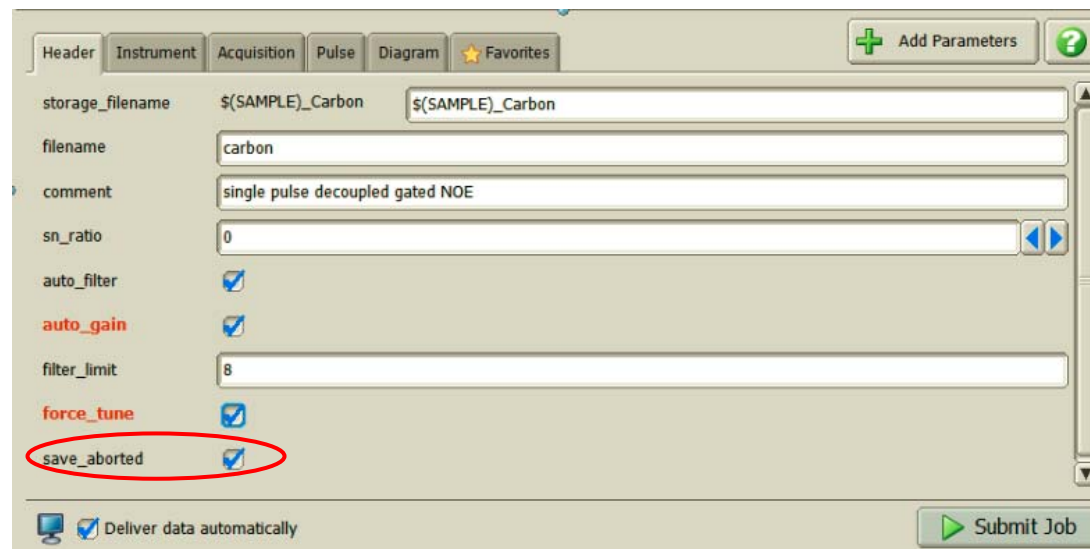 Header Instrument Acquisition Pulse Diagram Favorites Add Parameters ?
storage_filename $(SAMPLE)_Carbon $(SAMPLE)_Carbon
filename carbon
comment single pulse decoupled gated NOE
sn_ratio 0
auto_filter
auto_gain
filter_limit 8
force_tune
save_aborted
Deliver data automatically Submit Job